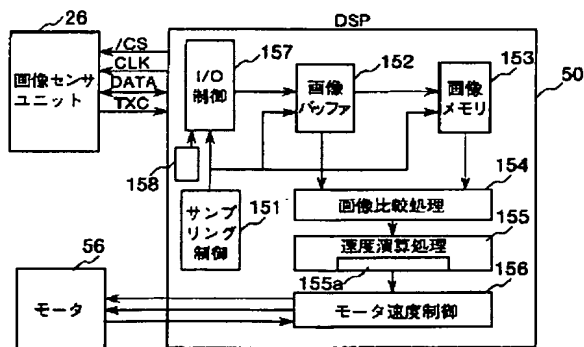 DSP
26
/CS
CLK
DATA
TXC
画像センサ
ユニット
157
I/O
制御
152
画像
バッファ
153
画像
メモリ
50
158
サンプ
リング
制御
151
154
画像比較処理
155
速度演算処理
155a
156
モータ速度制御
56
モータ